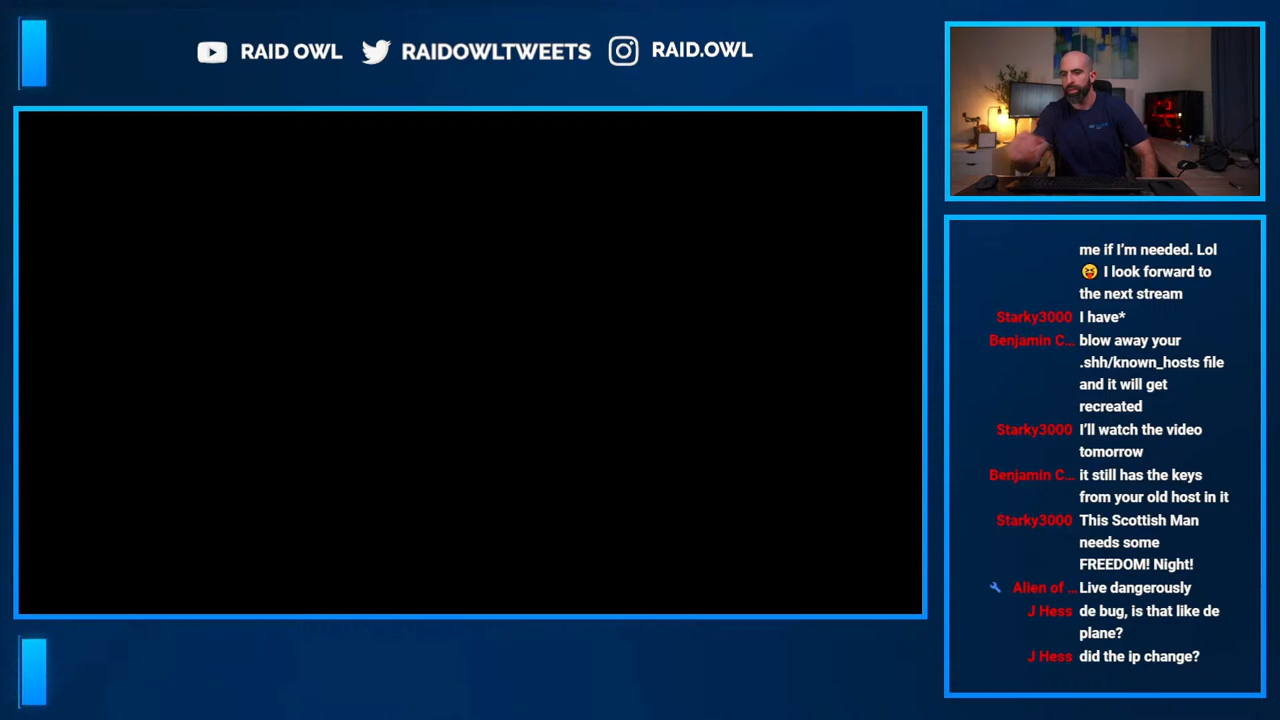 RAID OWL RAIDOWLTWEETS RAID.OWL
me if I'm needed. Lol
😝 I look forward to
the next stream
Starky3000 I have*
Benjamin C... blow away your
.shh/known_hosts file
and it will get
recreated
Starky3000 I'll watch the video
tomorrow
Benjamin C... it still has the keys
from your old host in it
Starky3000 This Scottish Man
needs some
FREEDOM! Night!
Alien of ... Live dangerously
J Hess de bug, is that like de
plane?
J Hess did the ip change?